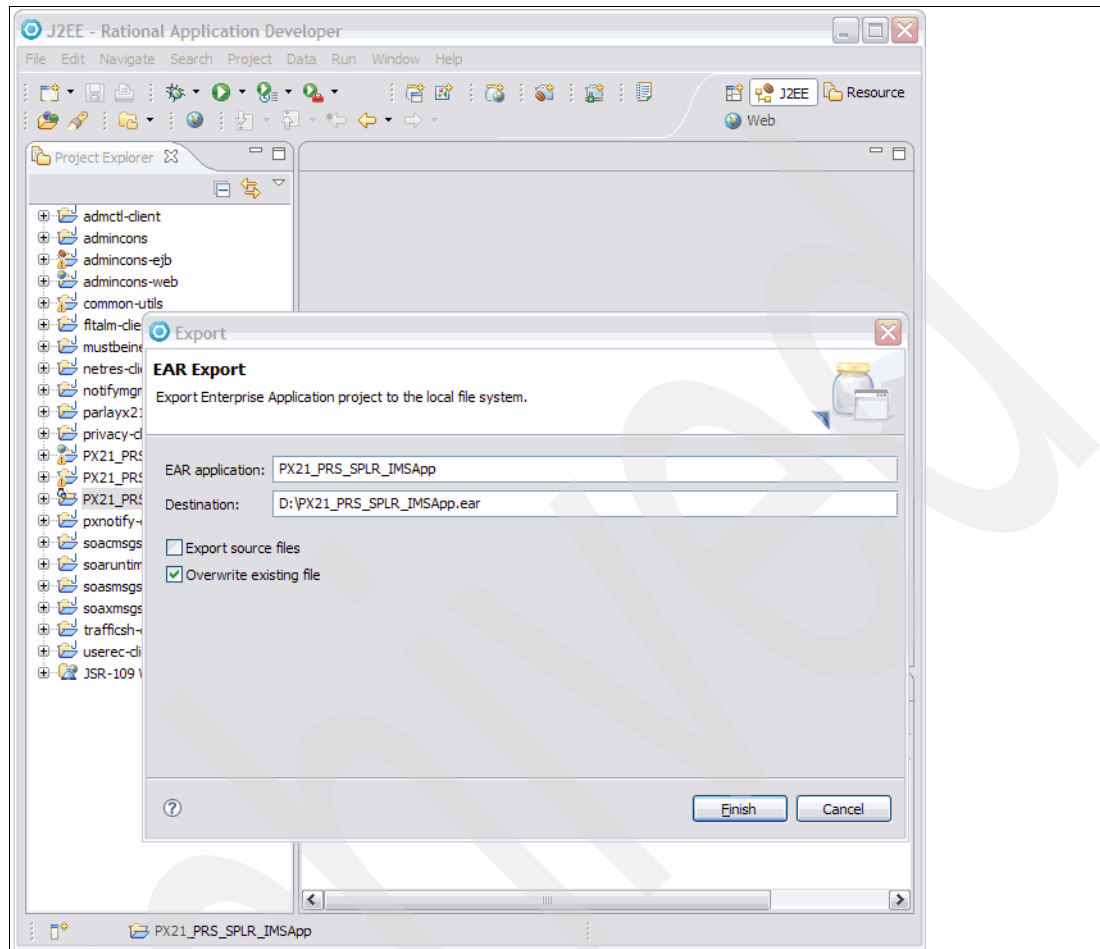 J2EE - Rational Application Developer
File Edit Navigate Search Project Data Run Window Help
J2EE Resource
Web
Project Explorer
admctl-client
admincons
admincons-ejb
admincons-web
common-utils
fltalm-clie
mustbeine
netres-cli
notifymgr
parlayx21
privacy-cl
PX21_PRS
PX21_PRS
PX21_PRS
pxnotify-
soacmsgs
soaruntim
soasmsgs
soaxmsgs
trafficsh-
userec-cli
JSR-109
Export
EAR Export
Export Enterprise Application project to the local file system.
EAR application: PX21_PRS_SPLR_IMSApp
Destination: D:\PX21_PRS_SPLR_IMSApp.ear
Export source files
Overwrite existing file
Finish Cancel
PX21_PRS_SPLR_IMSApp